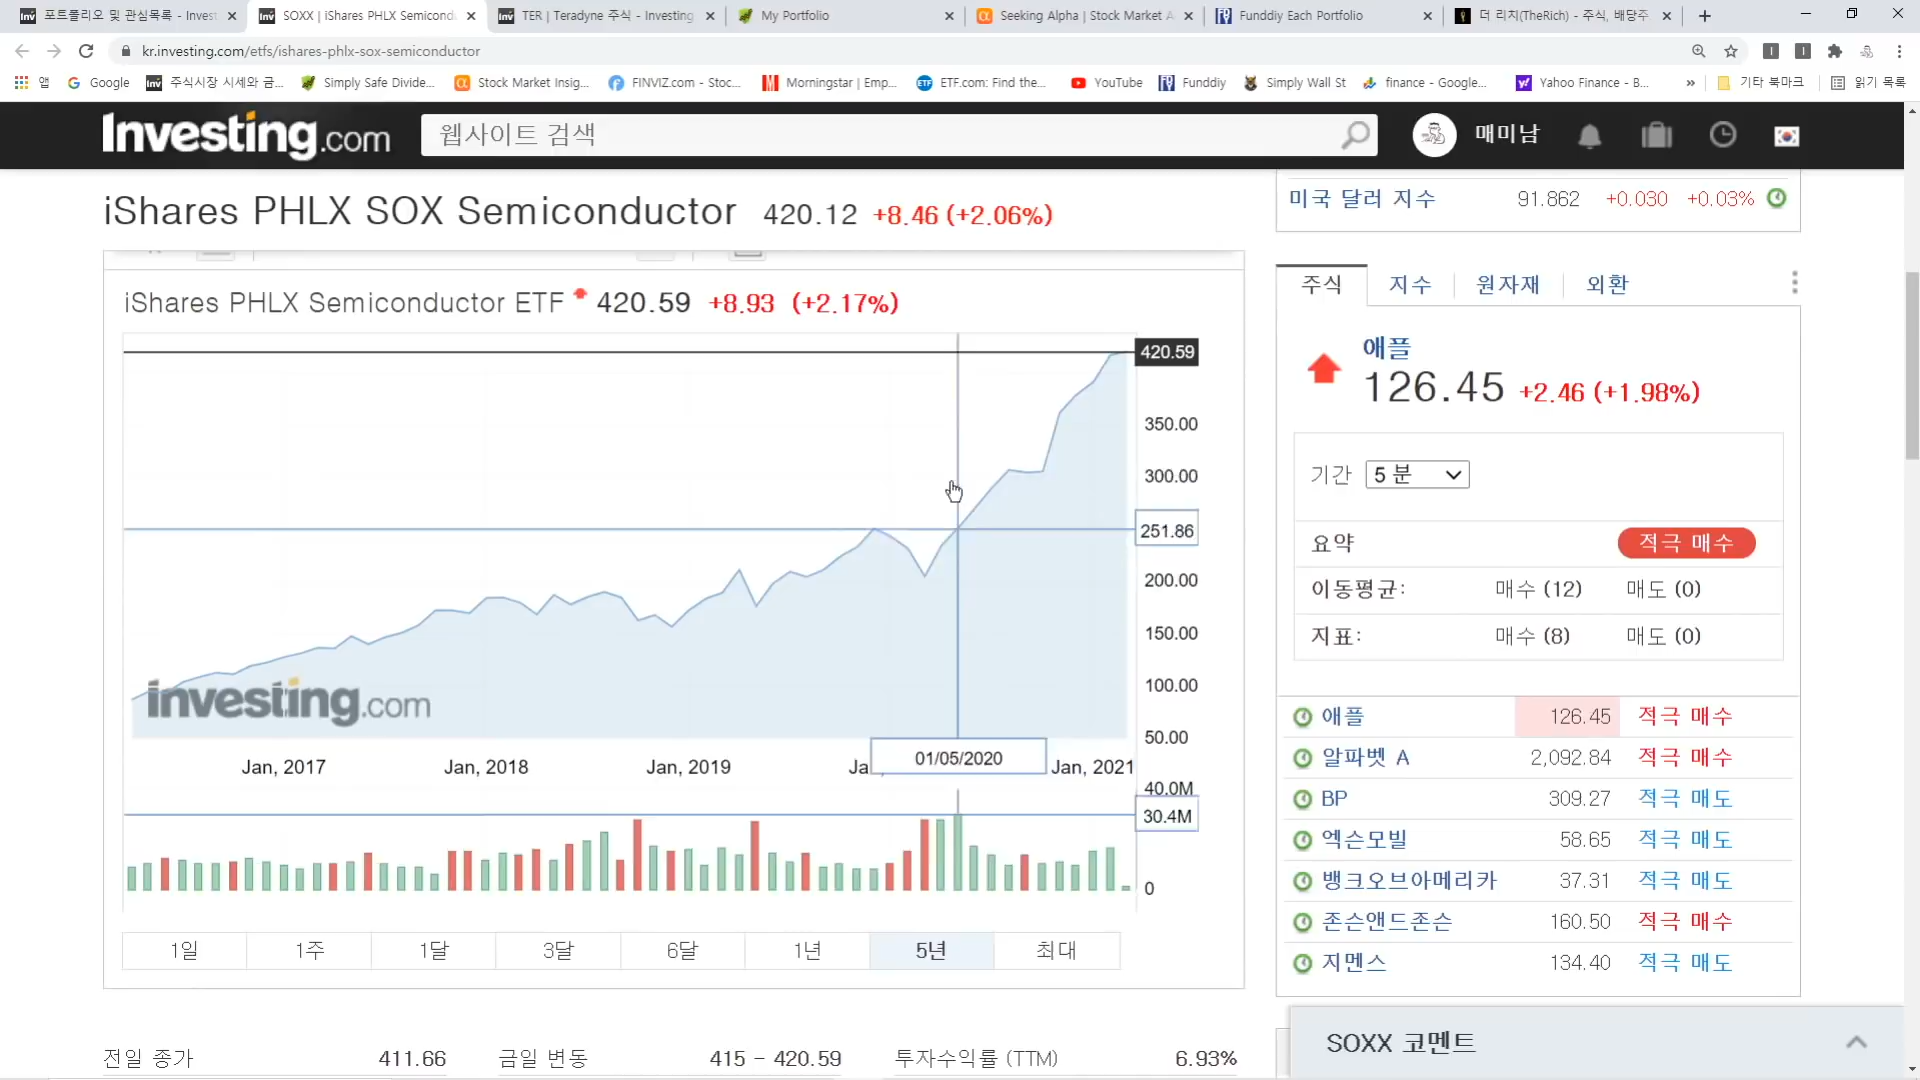 포트폴리오 및 관심목록 - Invest
SOXX | iShares PHLX Semicond
TER | Teradyne 주식 - Investing
My Portfolio
Seeking Alpha | Stock Market A
Funddiy Each Portfolio
더 리치(TheRich) - 주식, 배당주
kr.investing.com/etfs/ishares-phlx-sox-semiconductor
앱
Google
주식시장 시세와 금...
Simply Safe Divide...
Stock Market Insig...
FINVIZ.com - Stoc...
Morningstar | Emp...
ETF.com: Find the...
YouTube
Funddiy
Simply Wall St
finance - Google...
Yahoo Finance - B...
»
기타 북마크
읽기 목록
Investing.com
웹사이트 검색
매미남
iShares PHLX SOX Semiconductor 420.12 +8.46 (+2.06%)
미국 달러 지수 91.862 +0.030 +0.03%
iShares PHLX Semiconductor ETF 420.59 +8.93 (+2.17%)
420.59
350.00
300.00
251.86
200.00
150.00
100.00
50.00
Investing.com
Jan, 2017
Jan, 2018
Jan, 2019
Ja
01/05/2020
Jan, 2021
40.0M
30.4M
0
1일 1주 1달 3달 6달 1년 5년 최대
전일 종가 411.66 금일 변동 415 - 420.59 투자수익률 (TTM) 6.93%
주식 지수 원자재 외환
애플
126.45 +2.46 (+1.98%)
기간 5 분
요약 적극 매수
이동평균: 매수 (12) 매도 (0)
지표: 매수 (8) 매도 (0)
애플 126.45 적극 매수
알파벳 A 2,092.84 적극 매수
BP 309.27 적극 매도
엑슨모빌 58.65 적극 매도
뱅크오브아메리카 37.31 적극 매도
존슨앤드존슨 160.50 적극 매수
지멘스 134.40 적극 매도
SOXX 코멘트